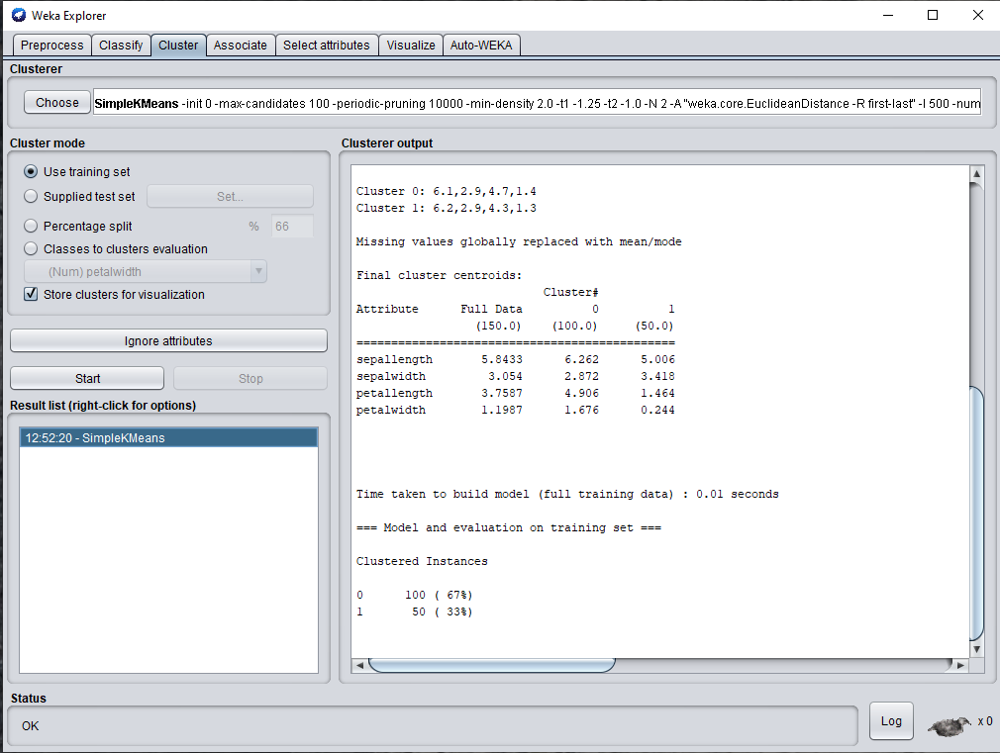 Weka Explorer
Preprocess Classify Cluster Associate Select attributes Visualize Auto-WEKA
Clusterer
Choose SimpleKMeans -init 0 -max-candidates 100 -periodic-pruning 10000 -min-density 2.0 -t1 -1.25 -t2 -1.0 -N 2 -A "weka.core.EuclideanDistance -R first-last" -I 500 -num
Cluster mode
Use training set
Supplied test set Set...
Percentage split % 66
Classes to clusters evaluation
(Num) petalwidth
Store clusters for visualization
Ignore attributes
Start Stop
Result list (right-click for options)
12:52:20 - SimpleKMeans
Clusterer output
Cluster 0: 6.1,2.9,4.7,1.4
Cluster 1: 6.2,2.9,4.3,1.3
Missing values globally replaced with mean/mode
Final cluster centroids:
Cluster#
Attribute Full Data 0 1
(150.0) (100.0) (50.0)
==============================================
sepallength 5.8433 6.262 5.006
sepalwidth 3.054 2.872 3.418
petallength 3.7587 4.906 1.464
petalwidth 1.1987 1.676 0.244
Time taken to build model (full training data) : 0.01 seconds
=== Model and evaluation on training set ===
Clustered Instances
0 100 ( 67%)
1 50 ( 33%)
Status
OK
Log
x 0